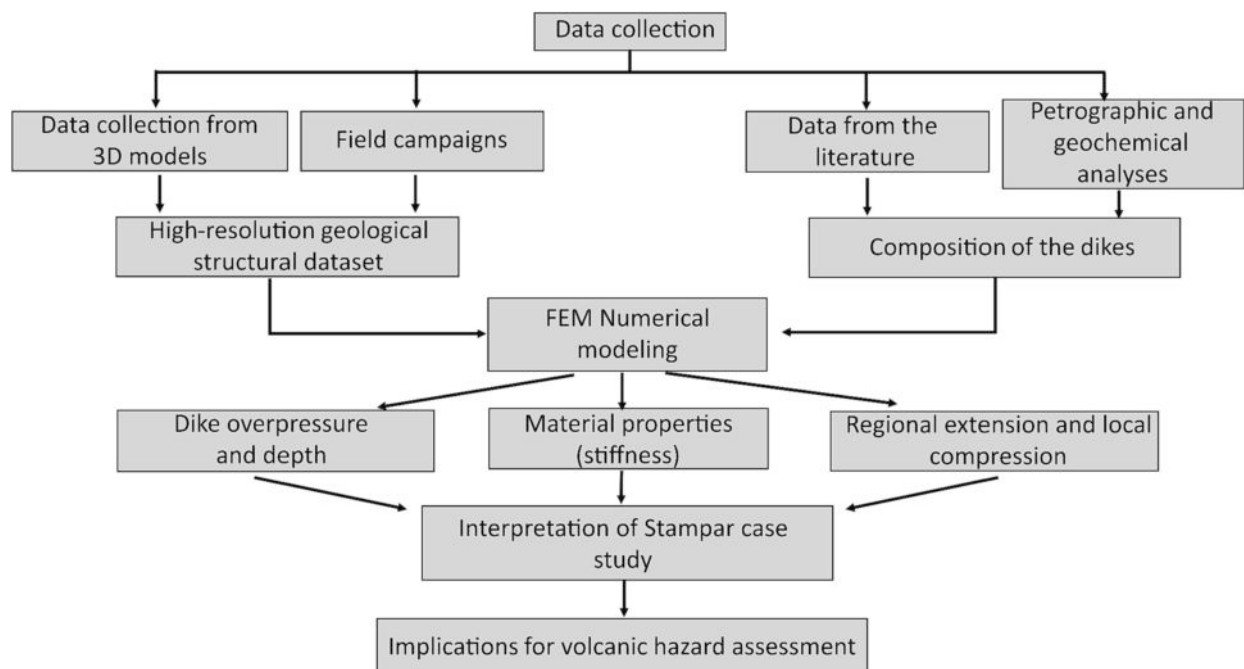 Data collection
Data collection from
3D models
Field campaigns
Data from the
literature
Petrographic and
geochemical
analyses
High-resolution geological
structural dataset
Composition of the dikes
FEM Numerical
modeling
Dike overpressure
and depth
Material properties
(stiffness)
Regional extension and local
compression
Interpretation of Stampar case
study
Implications for volcanic hazard assessment